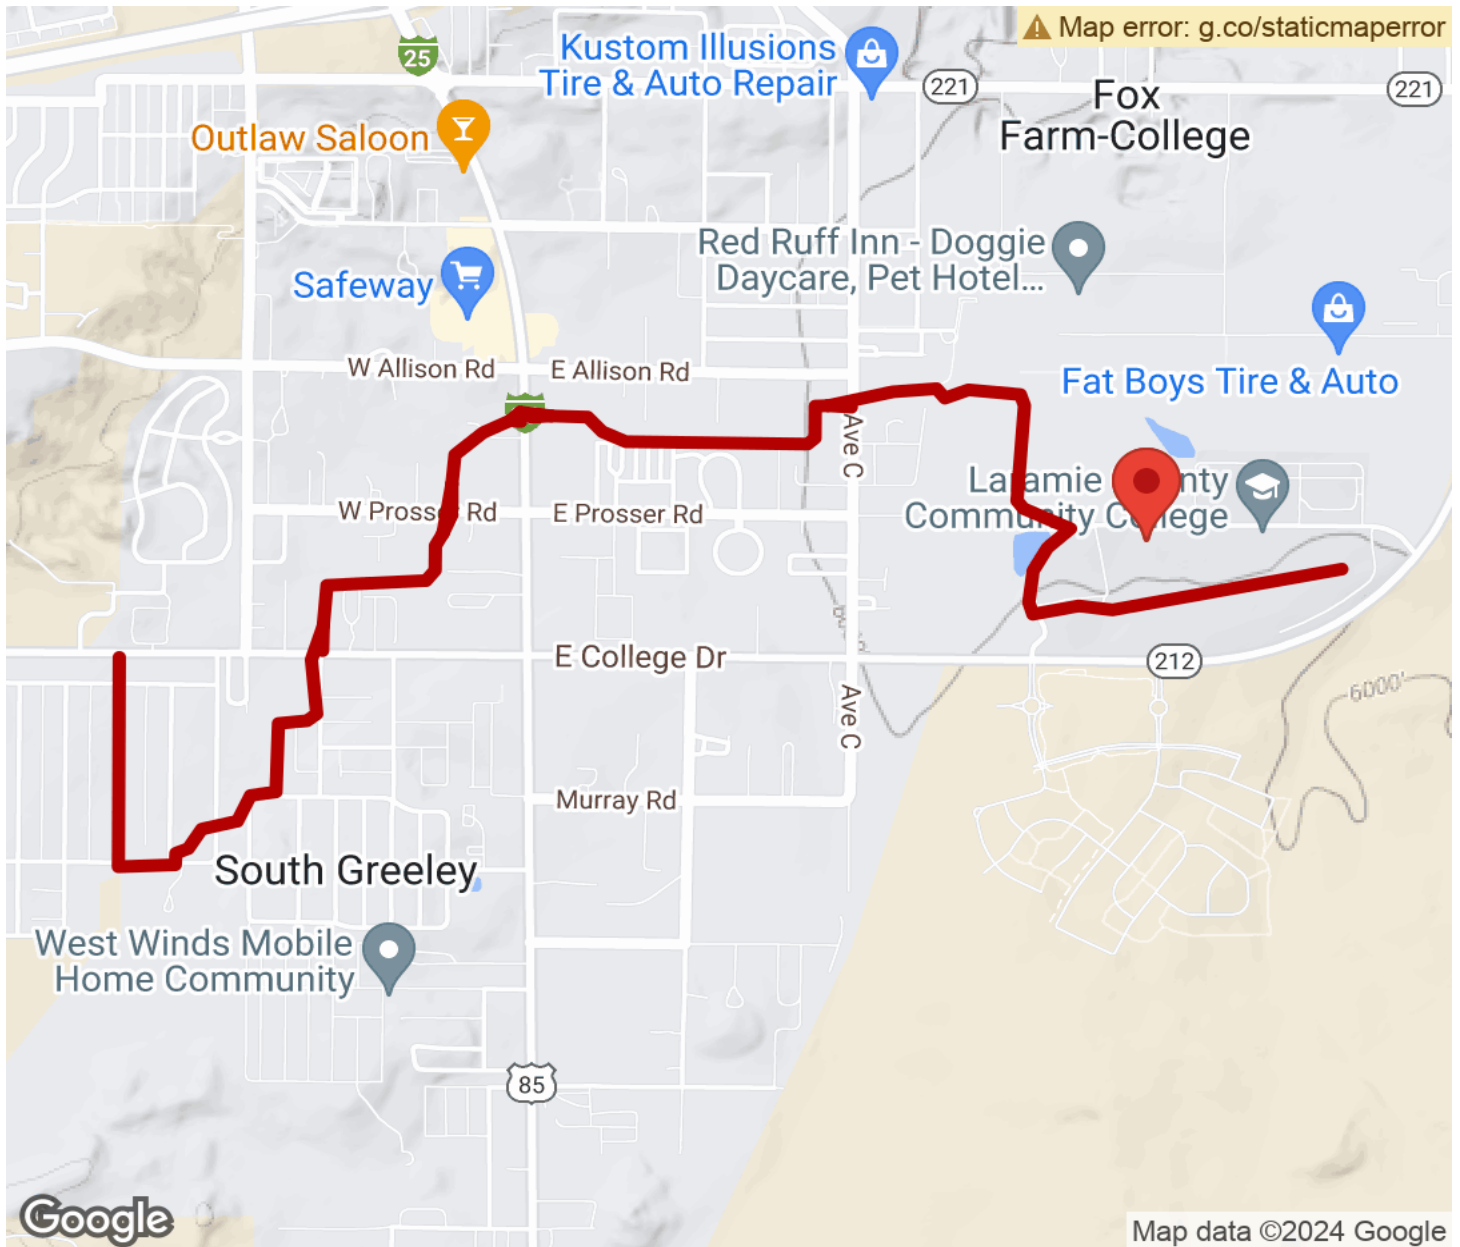 Map error: g.co/staticmaperror
25
Kustom Illusions
Tire & Auto Repair
221
Fox
Farm-College
221
Outlaw Saloon
Red Ruff Inn - Doggie
Daycare, Pet Hotel...
Safeway
W Allison Rd
E Allison Rd
Fat Boys Tire & Auto
Ave C
W Prosser Rd
E Prosser Rd
Community College
E College Dr
212
6000'
Ave C
Murray Rd
South Greeley
West Winds Mobile
Home Community
85
Google
Map data ©2024 Google